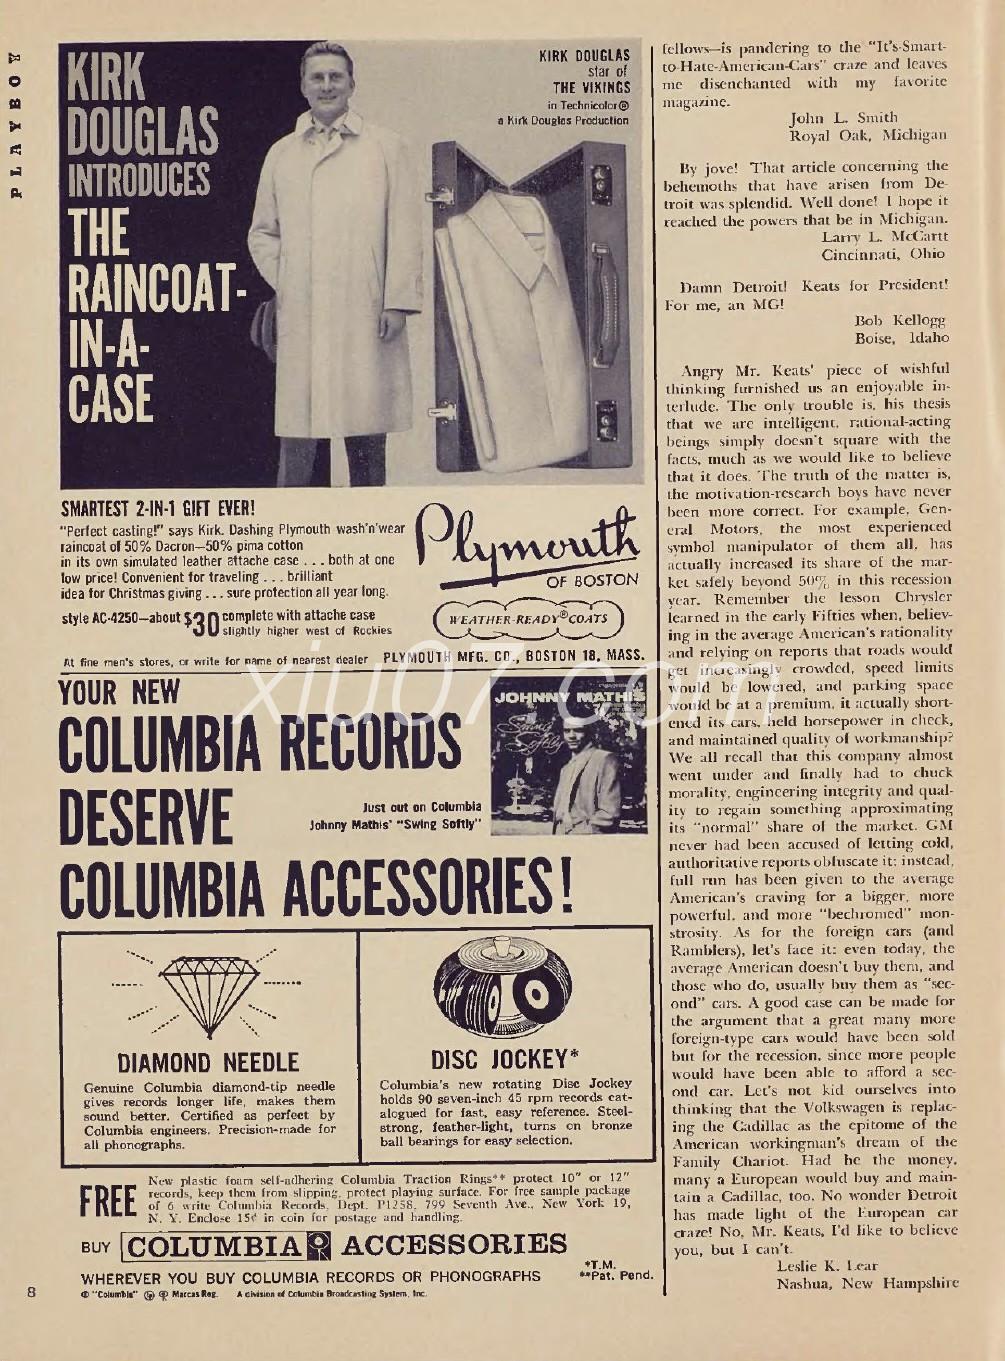 PLAYBOY
KIRK
DOUGLAS
INTRODUCES
THE
RAINCOAT-
IN-A-
CASE
KIRK DOUGLAS
star of
THE VIKINGS
in Technicolor®
a Kirk Douglas Production
SMARTEST 2-IN-1 GIFT EVER!
"Perfect casting!" says Kirk. Dashing Plymouth wash'n'wear
raincoat of 50% Dacron—50% pima cotton
in its own simulated leather attache case . . . both at one
low price! Convenient for traveling . . . brilliant
idea for Christmas giving . . . sure protection all year long.
style AC-4250—about $30 complete with attache case
slightly higher west of Rockies
Plymouth
OF BOSTON
WEATHER-READY® COATS
At fine men's stores, or write for name of nearest dealer PLYMOUTH MFG. CO., BOSTON 18, MASS.
YOUR NEW
COLUMBIA RECORDS
DESERVE
COLUMBIA ACCESSORIES!
JOHNNY MATHIS
Swing
Softly
Just out on Columbia
Johnny Mathis' "Swing Softly"
DIAMOND NEEDLE
Genuine Columbia diamond-tip needle
gives records longer life, makes them
sound better. Certified as perfect by
Columbia engineers. Precision-made for
all phonographs.
DISC JOCKEY*
Columbia's new rotating Disc Jockey
holds 90 seven-inch 45 rpm records cat-
alogued for fast, easy reference. Steel-
strong, feather-light, turns on bronze
ball bearings for easy selection.
FREE
New plastic foam self-adhering Columbia Traction Rings** protect 10" or 12"
records, keep them from slipping, protect playing surface. For free sample package
of 6 write Columbia Records, Dept. P1258, 799 Seventh Ave., New York 19,
N. Y. Enclose 15¢ in coin for postage and handling.
BUY COLUMBIA ACCESSORIES
WHEREVER YOU BUY COLUMBIA RECORDS OR PHONOGRAPHS
*T.M.
**Pat. Pend.
® "Columbia" Marcas Reg. A division of Columbia Broadcasting System, Inc.
8
fellows—is pandering to the "It's-Smart-
to-Hate-American-Cars" craze and leaves
me disenchanted with my favorite
magazine.
John L. Smith
Royal Oak, Michigan
By jove! That article concerning the
behemoths that have arisen from De-
troit was splendid. Well done! I hope it
reached the powers that be in Michigan.
Larry L. McCartt
Cincinnati, Ohio
Damn Detroit! Keats for President!
For me, an MG!
Bob Kellogg
Boise, Idaho
Angry Mr. Keats' piece of wishful
thinking furnished us an enjoyable in-
terlude. The only trouble is, his thesis
that we are intelligent, rational-acting
beings simply doesn't square with the
facts, much as we would like to believe
that it does. The truth of the matter is,
the motivation-research boys have never
been more correct. For example, Gen-
eral Motors, the most experienced
symbol manipulator of them all, has
actually increased its share of the mar-
ket safely beyond 50% in this recession
year. Remember the lesson Chrysler
learned in the early Fifties when, believ-
ing in the average American's rationality
and relying on reports that roads would
get increasingly crowded, speed limits
would be lowered, and parking space
would be at a premium, it actually short-
ened its cars, held horsepower in check,
and maintained quality of workmanship?
We all recall that this company almost
went under and finally had to chuck
morality, engineering integrity and qual-
ity to regain something approximating
its "normal" share of the market. GM
never had been accused of letting cold,
authoritative reports obfuscate it: instead,
full run has been given to the average
American's craving for a bigger, more
powerful, and more "bechromed" mon-
strosity. As for the foreign cars (and
Ramblers), let's face it: even today, the
average American doesn't buy them, and
those who do, usually buy them as "sec-
ond" cars. A good case can be made for
the argument that a great many more
foreign-type cars would have been sold
but for the recession, since more people
would have been able to afford a sec-
ond car. Let's not kid ourselves into
thinking that the Volkswagen is replac-
ing the Cadillac as the epitome of the
American workingman's dream of the
Family Chariot. Had he the money,
many a European would buy and main-
tain a Cadillac, too. No wonder Detroit
has made light of the European car
craze! No, Mr. Keats, I'd like to believe
you, but I can't.
Leslie K. Lear
Nashua, New Hampshire
xiu07.com